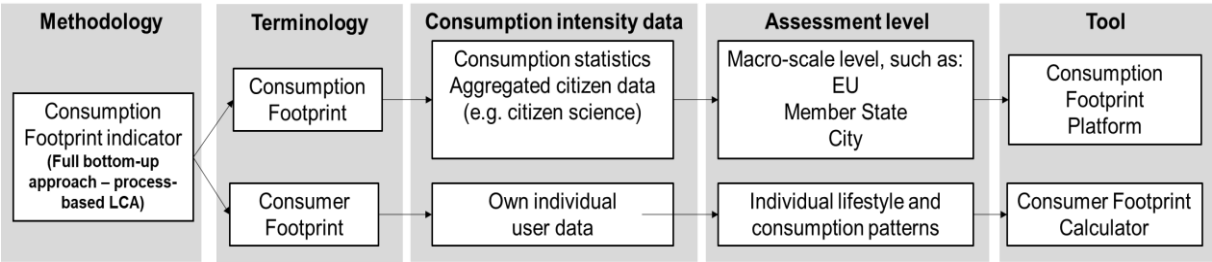 Methodology
Terminology
Consumption intensity data
Assessment level
Tool
Consumption
Footprint indicator
(Full bottom-up
approach – process-
based LCA)
Consumption
Footprint
Consumption statistics
Aggregated citizen data
(e.g. citizen science)
Macro-scale level, such as:
EU
Member State
City
Consumption
Footprint
Platform
Consumer
Footprint
Own individual
user data
Individual lifestyle and
consumption patterns
Consumer Footprint
Calculator